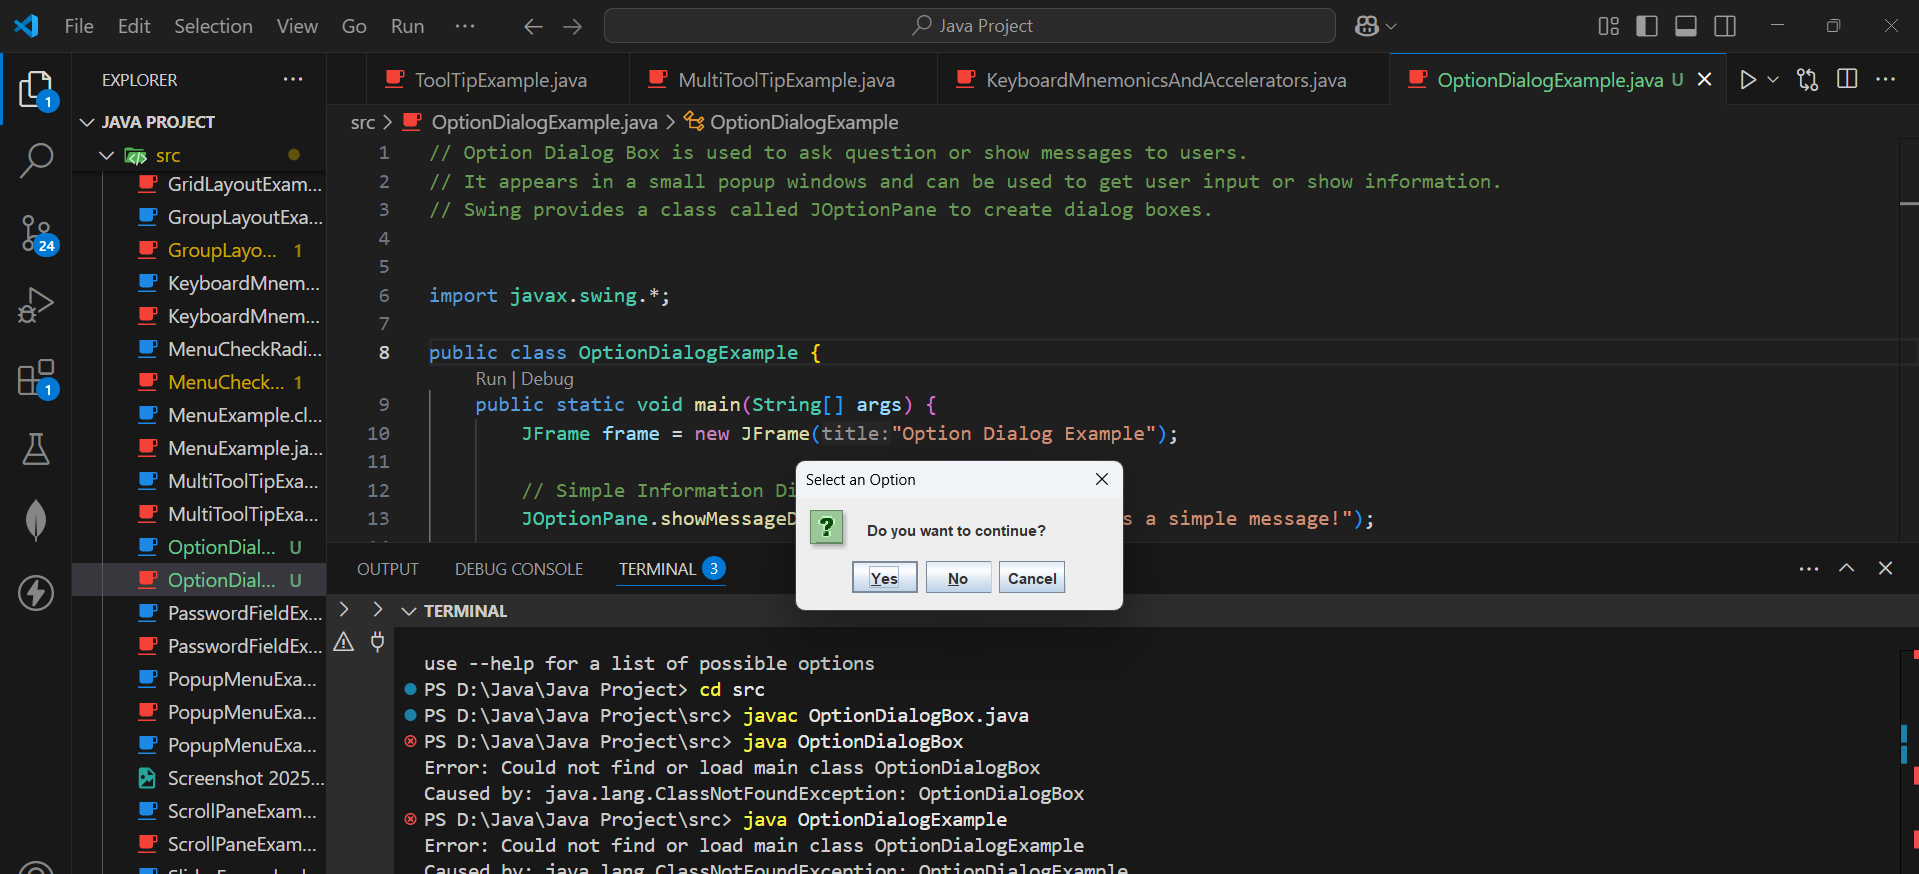 File Edit Selection View Go Run ··· Java Project
EXPLORER ···
JAVA PROJECT
src
GridLayoutExam...
GroupLayoutExa...
GroupLayo... 1
KeyboardMnem...
KeyboardMnem...
MenuCheckRadi...
MenuCheck... 1
MenuExample.cl...
MenuExample.ja...
MultiToolTipExa...
MultiToolTipExa...
OptionDial... U
OptionDial... U
PasswordFieldEx...
PasswordFieldEx...
PopupMenuExa...
PopupMenuExa...
PopupMenuExa...
Screenshot 2025...
ScrollPaneExam...
ScrollPaneExam...
1
24
1
ToolTipExample.java MultiToolTipExample.java KeyboardMnemonicsAndAccelerators.java OptionDialogExample.java U
src > OptionDialogExample.java > OptionDialogExample
1 // Option Dialog Box is used to ask question or show messages to users.
2 // It appears in a small popup windows and can be used to get user input or show information.
3 // Swing provides a class called JOptionPane to create dialog boxes.
4
5
6 import javax.swing.*;
7
8 public class OptionDialogExample {
Run | Debug
9 public static void main(String[] args) {
10 JFrame frame = new JFrame(title:"Option Dialog Example");
11
12 // Simple Information Di
13 JOptionPane.showMessageD s a simple message!");
Select an Option
?
Do you want to continue?
Yes No Cancel
OUTPUT DEBUG CONSOLE TERMINAL 3
TERMINAL
use --help for a list of possible options
PS D:\Java\Java Project> cd src
PS D:\Java\Java Project\src> javac OptionDialogBox.java
PS D:\Java\Java Project\src> java OptionDialogBox
Error: Could not find or load main class OptionDialogBox
Caused by: java.lang.ClassNotFoundException: OptionDialogBox
PS D:\Java\Java Project\src> java OptionDialogExample
Error: Could not find or load main class OptionDialogExample
Caused by: java.lang.ClassNotFoundException: OptionDialogExample